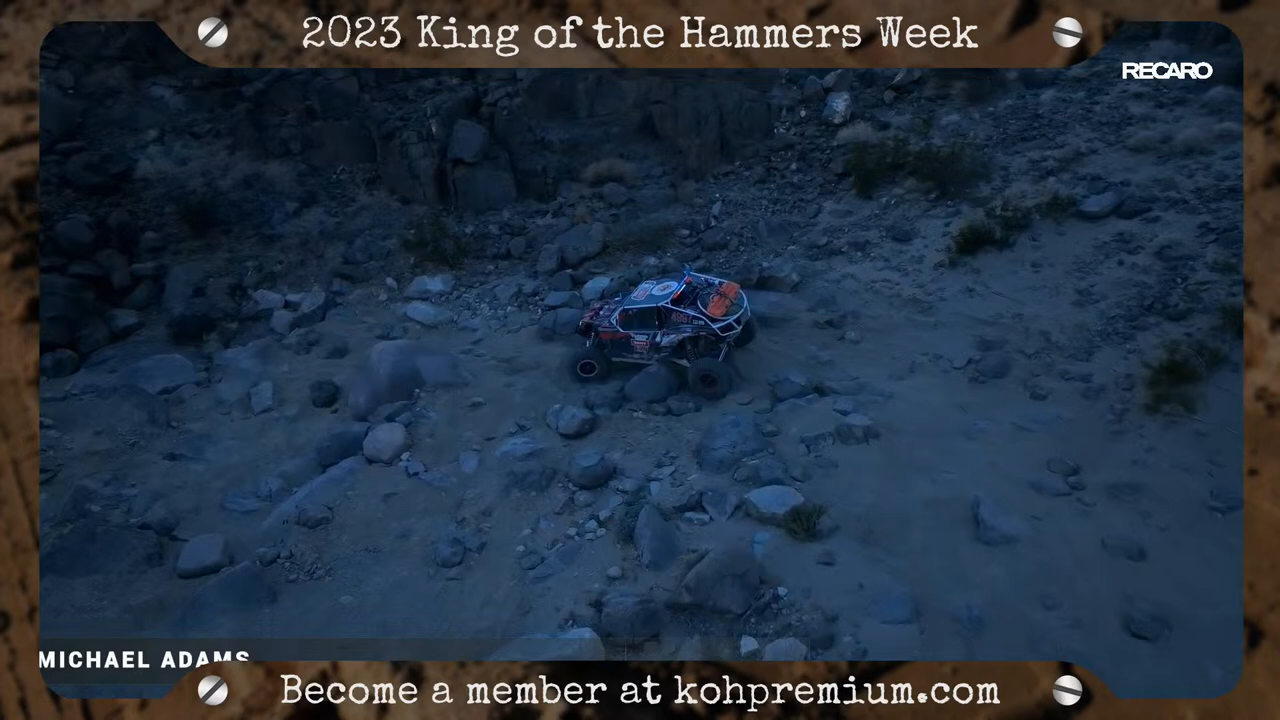 2023 King of the Hammers Week
RECARO
MICHAEL ADAMS
Become a member at kohpremium.com